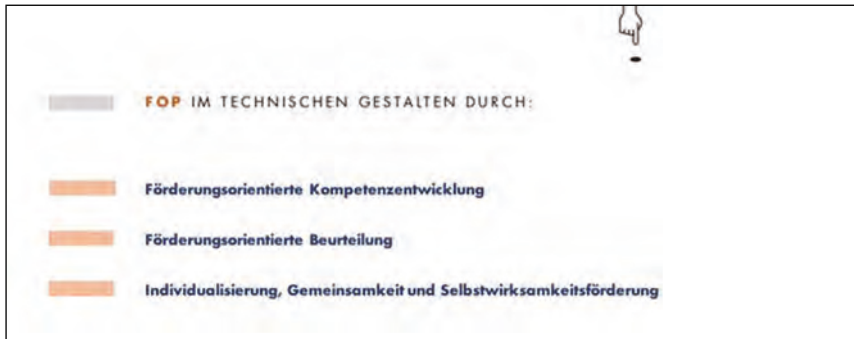 FOP IM TECHNISCHEN GESTALTEN DURCH:
Förderungsorientierte Kompetenzentwicklung
Förderungsorientierte Beurteilung
Individualisierung, Gemeinsamkeit und Selbstwirksamkeitsförderung